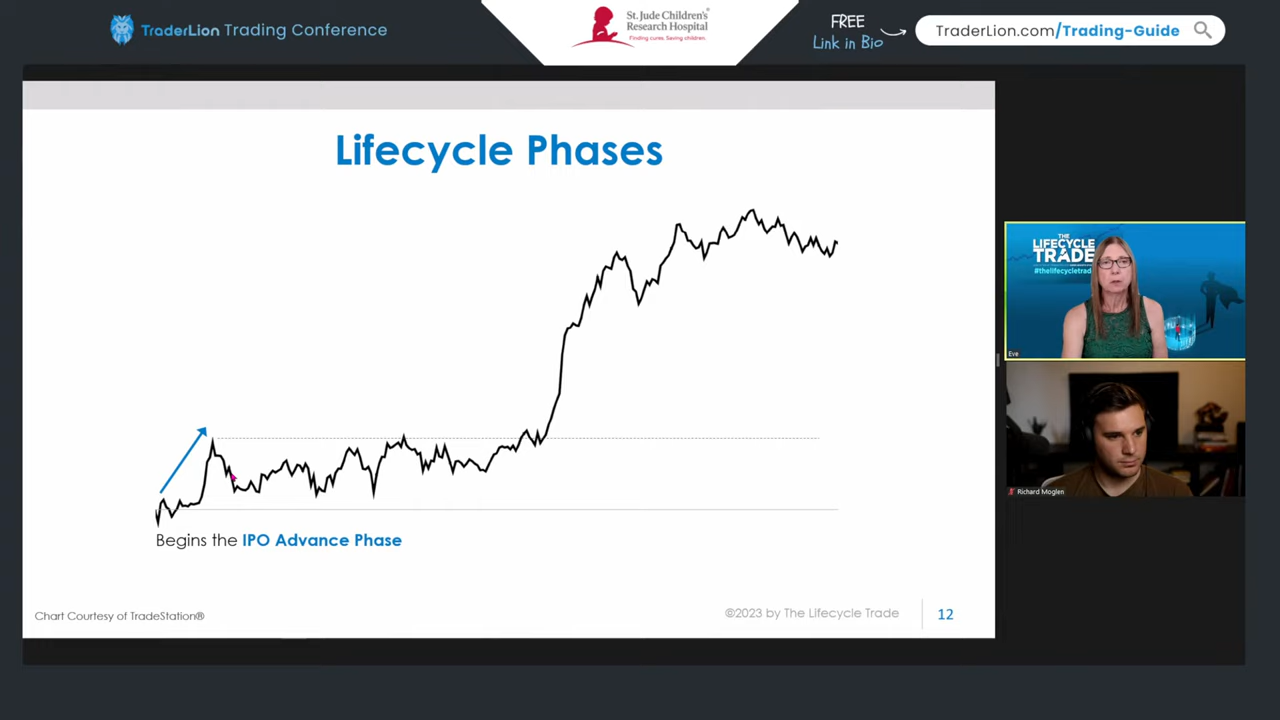 TraderLion Trading Conference
St. Jude Children's
Research Hospital
Finding cures. Saving children.
FREE
Link in Bio
TraderLion.com/Trading-Guide
Lifecycle Phases
THE
LIFECYCLE
TRADE
#thelifecycletrad
Eve
Richard Moglen
Begins the IPO Advance Phase
Chart Courtesy of TradeStation®
©2023 by The Lifecycle Trade
12